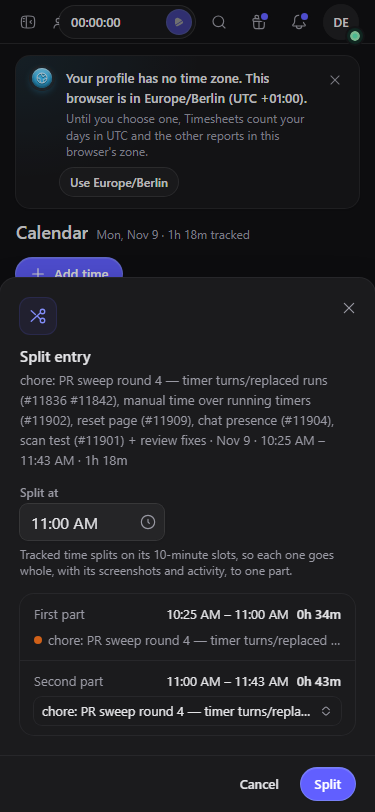 00:00:00
DE
Your profile has no time zone. This
browser is in Europe/Berlin (UTC +01:00).
Until you choose one, Timesheets count your
days in UTC and the other reports in this
browser's zone.
Use Europe/Berlin
Calendar Mon, Nov 9 · 1h 18m tracked
Add time
Split entry
chore: PR sweep round 4 — timer turns/replaced runs
(#11836 #11842), manual time over running timers
(#11902), reset page (#11909), chat presence (#11904),
scan test (#11901) + review fixes · Nov 9 · 10:25 AM –
11:43 AM · 1h 18m
Split at
11:00 AM
Tracked time splits on its 10-minute slots, so each one goes
whole, with its screenshots and activity, to one part.
First part 10:25 AM – 11:00 AM 0h 34m
chore: PR sweep round 4 — timer turns/replaced ...
Second part 11:00 AM – 11:43 AM 0h 43m
chore: PR sweep round 4 — timer turns/repla...
Cancel Split